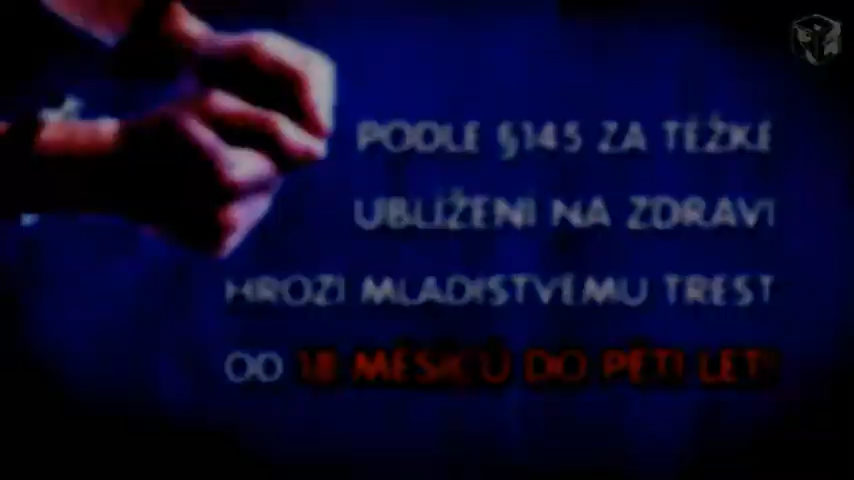 PODLE §145 ZA TĚŽKÉ
UBLÍŽENÍ NA ZDRAVÍ
HROZÍ MLADISTVÉMU TREST
OD 18 MĚSÍCŮ DO PĚTI LET!